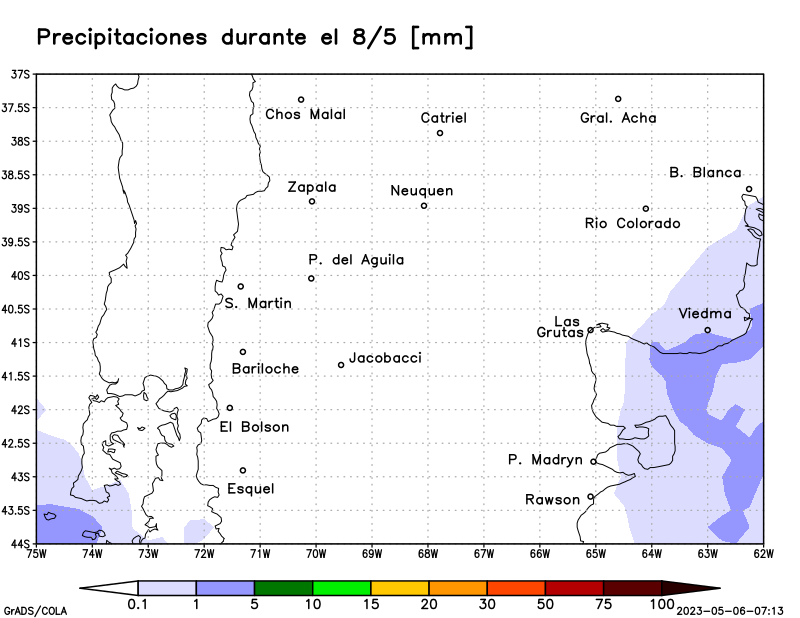 Precipitaciones durante el 8/5 [mm]
37S
37.5S
Chos Malal
Catriel
Gral. Acha
38S
38.5S
B. Blanca
Zapala
Neuquen
39S
Rio Colorado
39.5S
P. del Aguila
40S
S. Martin
40.5S
Viedma
Las
Grutas
41S
Jacobacci
Bariloche
41.5S
42S
El Bolson
42.5S
P. Madryn
43S
Esquel
Rawson
43.5S
44S
75W 74W 73W 72W 71W 70W 69W 68W 67W 66W 65W 64W 63W 62W
0.1 1 5 10 15 20 30 50 75 100
GrADS/COLA
2023-05-06-07:13